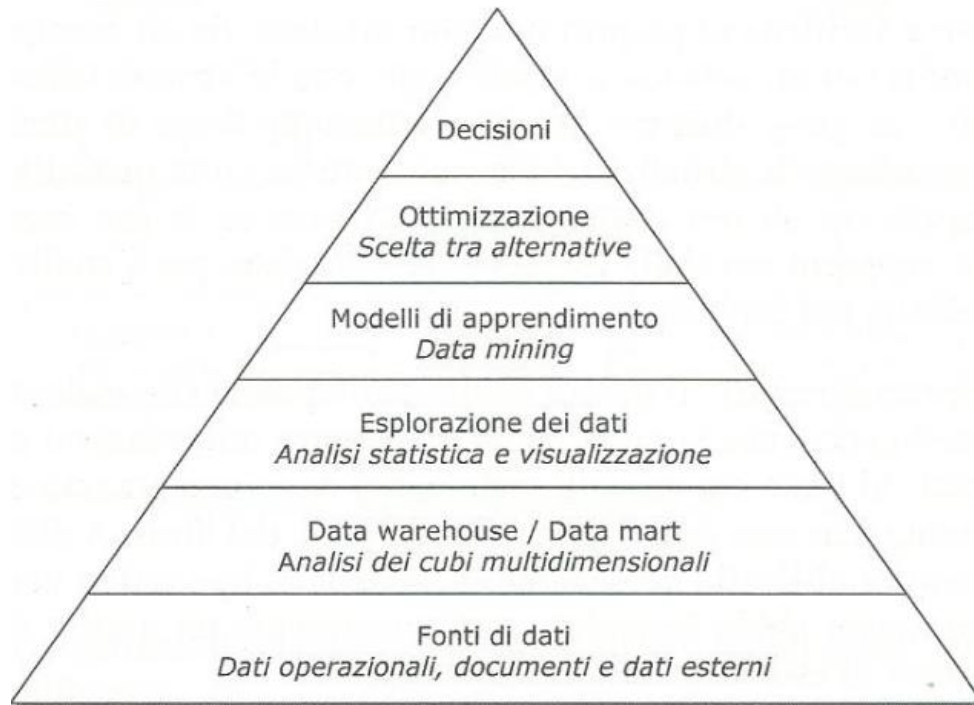 Decisioni
Ottimizzazione
Scelta tra alternative
Modelli di apprendimento
Data mining
Esplorazione dei dati
Analisi statistica e visualizzazione
Data warehouse / Data mart
Analisi dei cubi multidimensionali
Fonti di dati
Dati operazionali, documenti e dati esterni